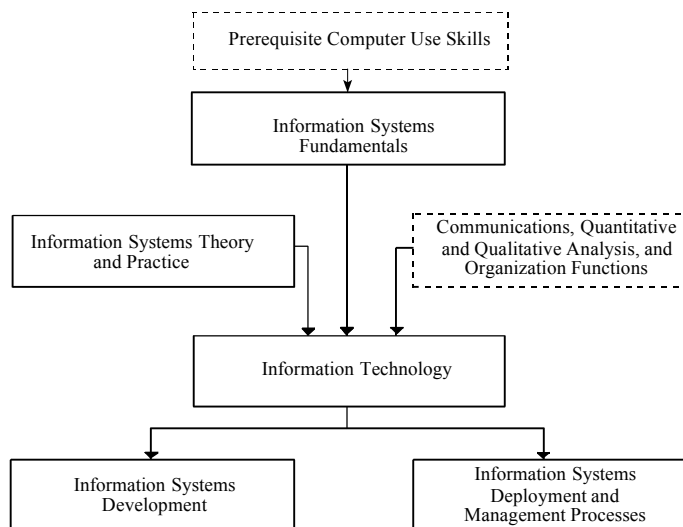 Prerequisite Computer Use Skills
Information Systems
Fundamentals
Information Systems Theory
and Practice
Communications, Quantitative
and Qualitative Analysis, and
Organization Functions
Information Technology
Information Systems
Development
Information Systems
Deployment and
Management Processes